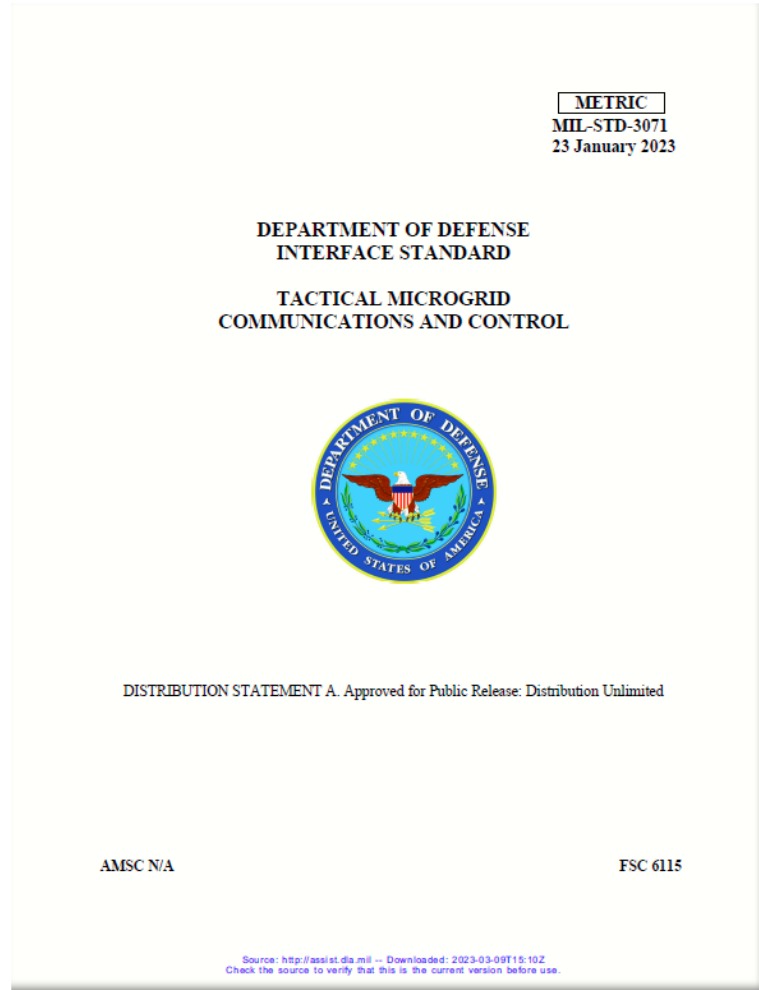 METRIC
MIL-STD-3071
23 January 2023
DEPARTMENT OF DEFENSE
INTERFACE STANDARD
TACTICAL MICROGRID
COMMUNICATIONS AND CONTROL
DEPARTMENT OF DEFENSE
UNITED STATES OF AMERICA
DISTRIBUTION STATEMENT A. Approved for Public Release: Distribution Unlimited
AMSC N/A
FSC 6115
Source: http://assist.dla.mil -- Downloaded: 2023-03-09T15:10Z
Check the source to verify that this is the current version before use.